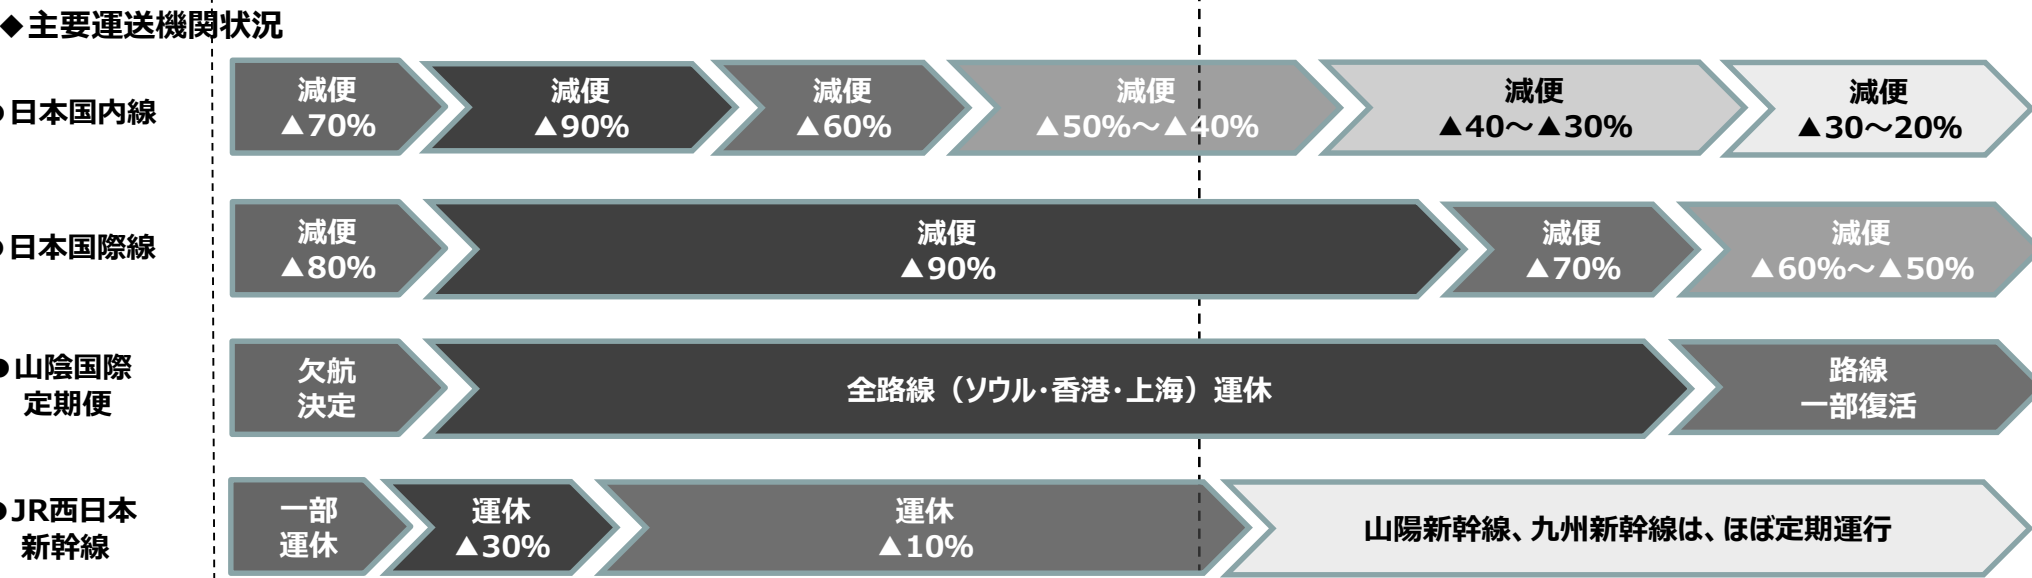 ◆主要運送機関状況
●日本国内線
減便
▲70%
減便
▲90%
減便
▲60%
減便
▲50%～▲40%
減便
▲40～▲30%
減便
▲30～20%
●日本国際線
減便
▲80%
減便
▲90%
減便
▲70%
減便
▲60%～▲50%
●山陰国際
定期便
欠航
決定
全路線（ソウル･香港･上海）運休
路線
一部復活
●JR西日本
新幹線
一部
運休
運休
▲30%
運休
▲10%
山陽新幹線、九州新幹線は、ほぼ定期運行